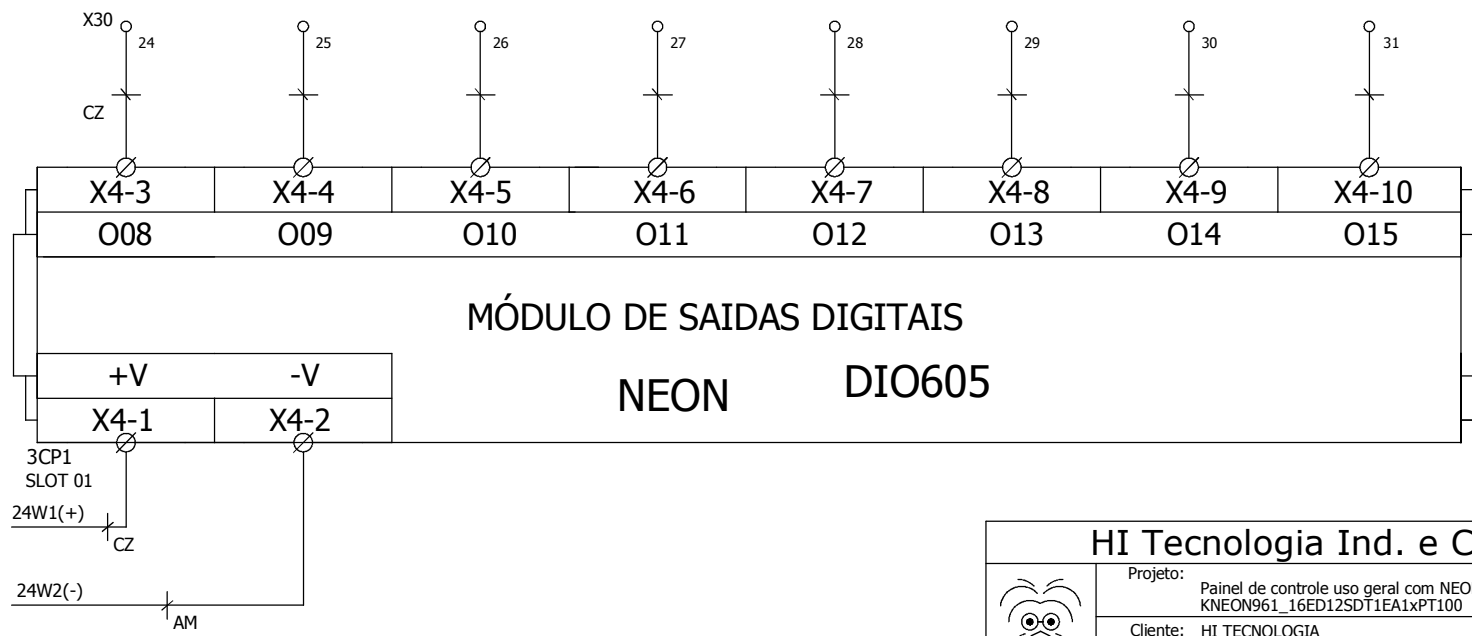 X30
24 25 26 27 28 29 30 31
CZ
X4-3 X4-4 X4-5 X4-6 X4-7 X4-8 X4-9 X4-10
O08 O09 O10 O11 O12 O13 O14 O15
MÓDULO DE SAIDAS DIGITAIS
NEON DIO605
+V -V
X4-1 X4-2
3CP1
SLOT 01
24W1(+)
CZ
24W2(-)
AM
HI Tecnologia Ind. e C
Projeto:
Painel de controle uso geral com NEO
KNEON961_16ED12SDT1EA1xPT100
Cliente: HI TECNOLOGIA